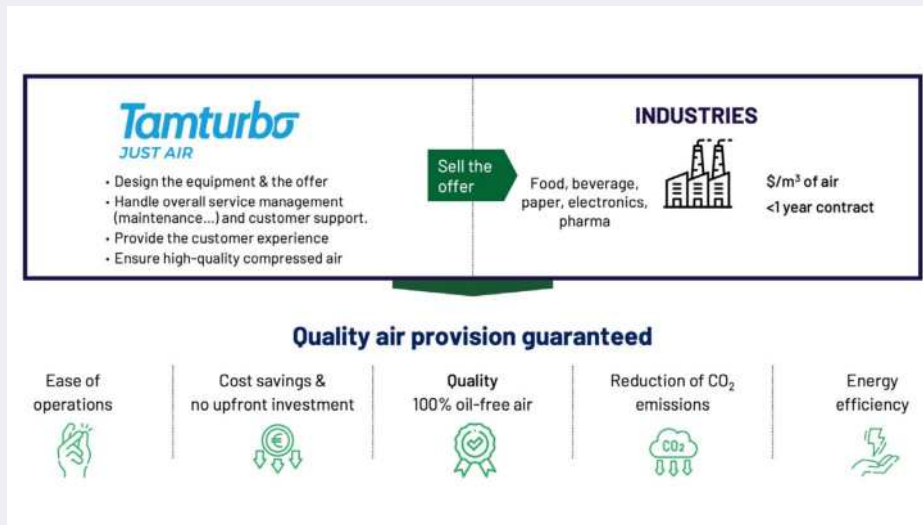 Tamturbo
JUST AIR
• Design the equipment & the offer
• Handle overall service management
(maintenance...) and customer support.
• Provide the customer experience
• Ensure high-quality compressed air
Sell the
offer
INDUSTRIES
Food, beverage,
paper, electronics,
pharma
$/m³ of air
<1 year contract
Quality air provision guaranteed
Ease of
operations
Cost savings &
no upfront investment
€
Quality
100% oil-free air
Reduction of CO₂
emissions
CO₂
Energy
efficiency